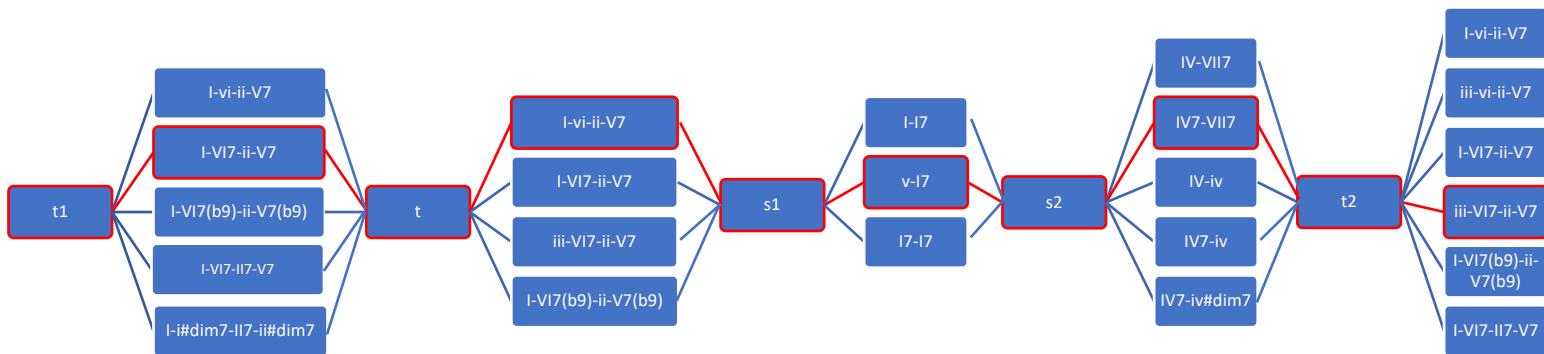 t1
I-vi-ii-V7
I-VI7-ii-V7
I-VI7(b9)-ii-V7(b9)
I-VI7-II7-V7
I-i#dim7-II7-ii#dim7
t
I-vi-ii-V7
I-VI7-ii-V7
iii-VI7-ii-V7
I-VI7(b9)-ii-V7(b9)
s1
I-I7
v-I7
I7-I7
s2
IV-VII7
IV7-VII7
IV-iv
IV7-iv
IV7-iv#dim7
t2
I-vi-ii-V7
iii-vi-ii-V7
I-VI7-ii-V7
iii-VI7-ii-V7
I-VI7(b9)-ii-
V7(b9)
I-VI7-II7-V7